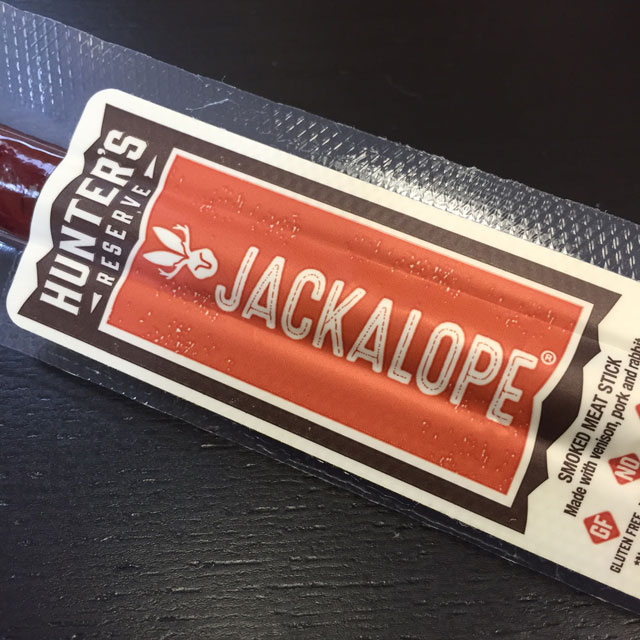 HUNTER'S
RESERVE
JACKALOPE®
SMOKED MEAT STICK
Made with venison, pork and rabbit
GF
ND
GLUTEN FREE